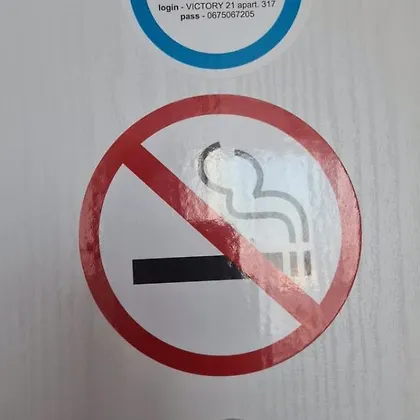 login - VICTORY 21 apart. 317
pass - 0675067205